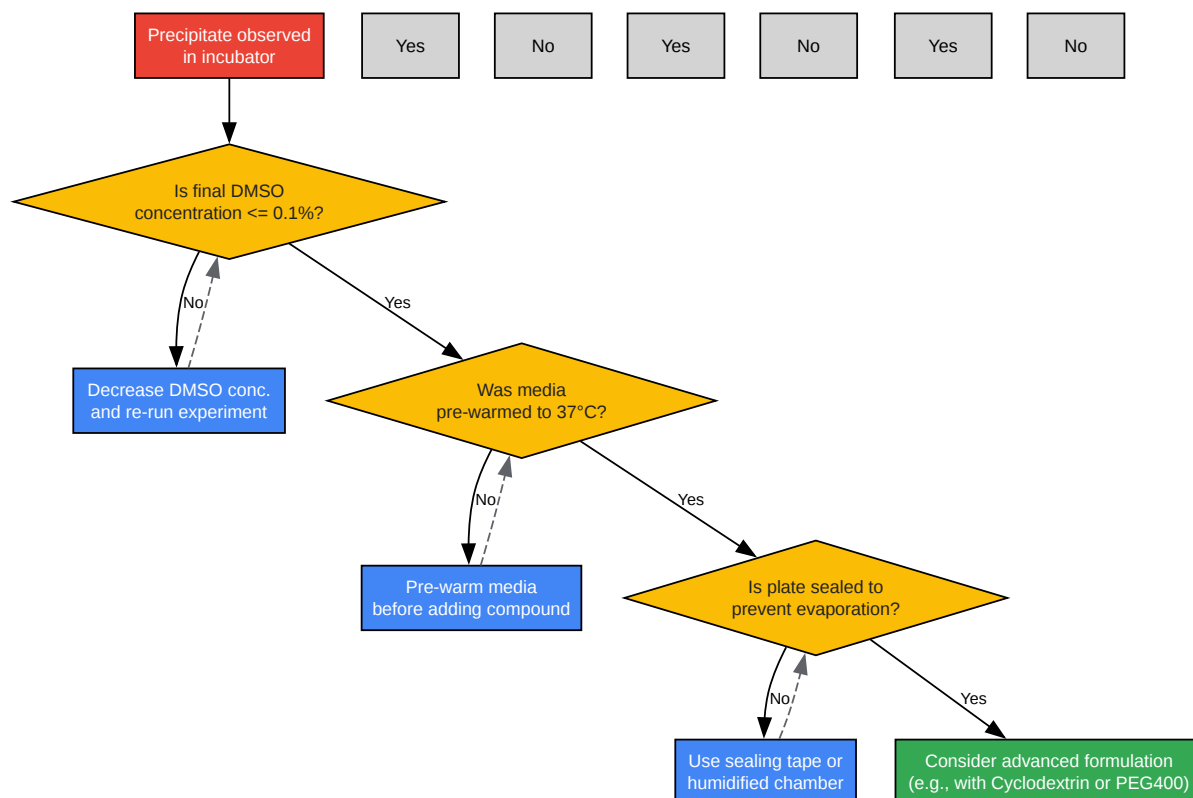 Precipitate observed
in incubator
Yes
No
Yes
No
Yes
No
Is final DMSO
concentration <= 0.1%?
No
Yes
Decrease DMSO conc.
and re-run experiment
Was media
pre-warmed to 37°C?
No
Yes
Pre-warm media
before adding compound
Is plate sealed to
prevent evaporation?
No
Yes
Use sealing tape or
humidified chamber
Consider advanced formulation
(e.g., with Cyclodextrin or PEG400)